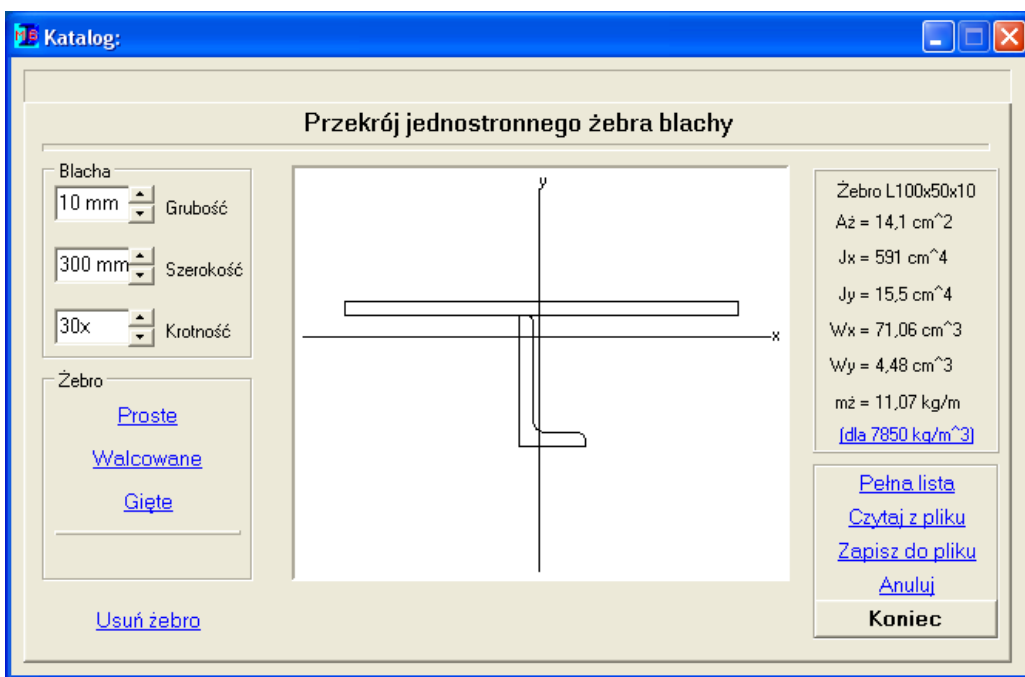 MB Katalog:
Przekrój jednostronnego żebra blachy
Blacha
10 mm Grubość
300 mm Szerokość
30x Krotność
Żebro
Proste
Walcowane
Gięte
Usuń żebro
y
x
Żebro L100x50x10
Aż = 14,1 cm^2
Jx = 591 cm^4
Jy = 15,5 cm^4
Wx = 71,06 cm^3
Wy = 4,48 cm^3
mż = 11,07 kg/m
(dla 7850 kg/m^3)
Pełna lista
Czytaj z pliku
Zapisz do pliku
Anuluj
Koniec